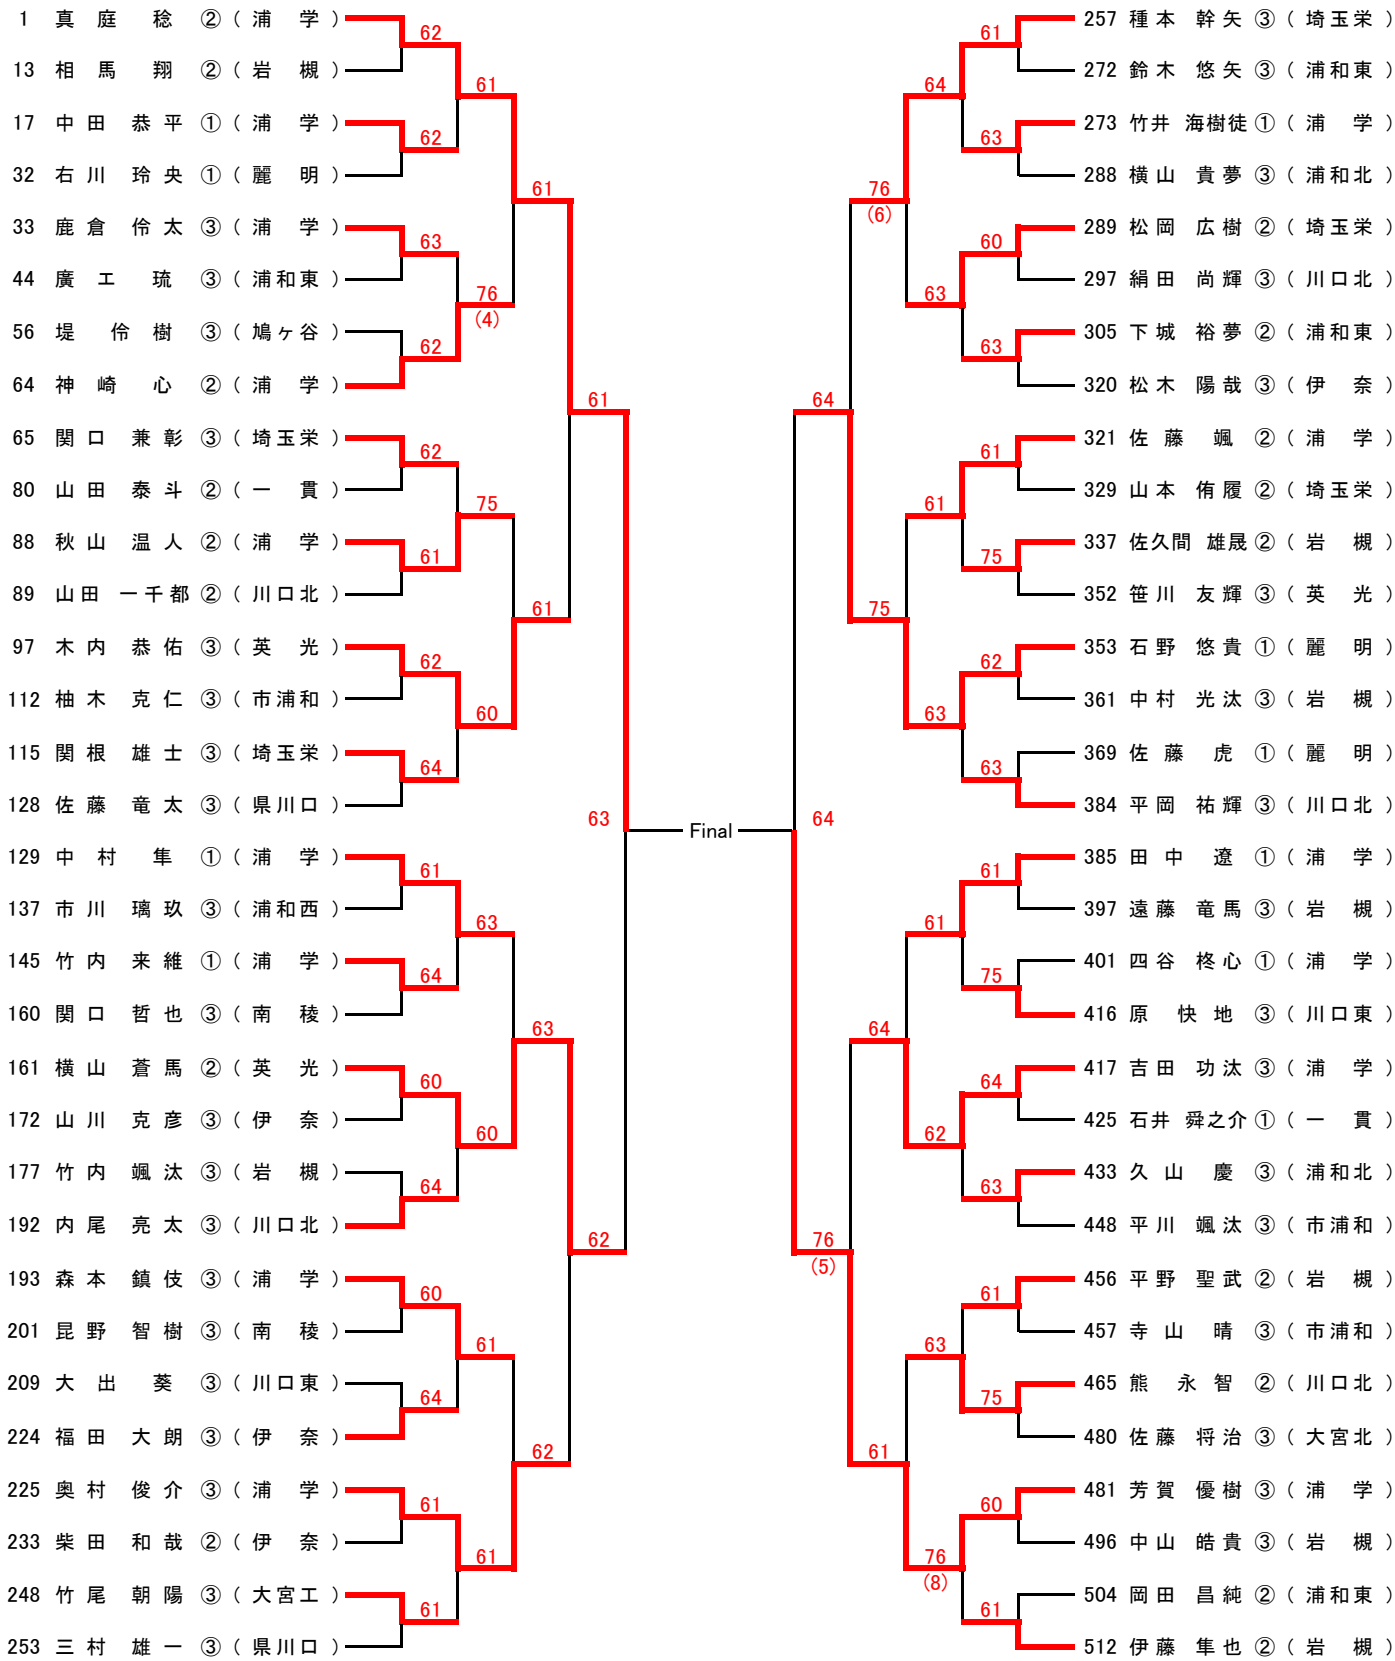 1 真庭 稔 ② ( 浦 学 )
62
13 相馬 翔 ② ( 岩 槻 )
61
17 中田 恭平 ① ( 浦 学 )
62
32 右川 玲央 ① ( 麗 明 )
61
33 鹿倉 伶太 ③ ( 浦 学 )
63
44 廣エ 琉 ③ ( 浦和東 )
76
(4)
56 堤 伶樹 ③ ( 鳩ヶ谷 )
62
64 神崎 心 ② ( 浦 学 )
61
65 関口 兼彰 ③ ( 埼玉栄 )
62
80 山田 泰斗 ② ( 一 貫 )
75
88 秋山 温人 ② ( 浦 学 )
61
89 山田 一千都 ② ( 川口北 )
61
97 木内 恭佑 ③ ( 英 光 )
62
112 柚木 克仁 ③ ( 市浦和 )
60
115 関根 雄士 ③ ( 埼玉栄 )
64
128 佐藤 竜太 ③ ( 県川口 )
63
129 中村 隼 ① ( 浦 学 )
61
137 市川 璃玖 ③ ( 浦和西 )
63
145 竹内 来維 ① ( 浦 学 )
64
160 関口 哲也 ③ ( 南 稜 )
63
161 横山 蒼馬 ② ( 英 光 )
60
172 山川 克彦 ③ ( 伊 奈 )
60
177 竹内 颯汰 ③ ( 岩 槻 )
64
192 内尾 亮太 ③ ( 川口北 )
62
193 森本 鎮伎 ③ ( 浦 学 )
60
201 昆野 智樹 ③ ( 南 稜 )
61
209 大出 葵 ③ ( 川口東 )
64
224 福田 大朗 ③ ( 伊 奈 )
62
225 奥村 俊介 ③ ( 浦 学 )
61
233 柴田 和哉 ② ( 伊 奈 )
61
248 竹尾 朝陽 ③ ( 大宮工 )
61
253 三村 雄一 ③ ( 県川口 )
Final
257 種本 幹矢 ③ ( 埼玉栄 )
61
272 鈴木 悠矢 ③ ( 浦和東 )
64
273 竹井 海樹徒 ① ( 浦 学 )
63
288 横山 貴夢 ③ ( 浦和北 )
76
(6)
289 松岡 広樹 ② ( 埼玉栄 )
60
297 絹田 尚輝 ③ ( 川口北 )
63
305 下城 裕夢 ② ( 浦和東 )
63
320 松木 陽哉 ③ ( 伊 奈 )
64
321 佐藤 颯 ② ( 浦 学 )
61
329 山本 侑履 ② ( 埼玉栄 )
61
337 佐久間 雄晟 ② ( 岩 槻 )
75
352 笹川 友輝 ③ ( 英 光 )
75
353 石野 悠貴 ① ( 麗 明 )
62
361 中村 光汰 ③ ( 岩 槻 )
63
369 佐藤 虎 ① ( 麗 明 )
63
384 平岡 祐輝 ③ ( 川口北 )
64
385 田中 遼 ① ( 浦 学 )
61
397 遠藤 竜馬 ③ ( 岩 槻 )
61
401 四谷 柊心 ① ( 浦 学 )
75
416 原 快地 ③ ( 川口東 )
64
417 吉田 功汰 ③ ( 浦 学 )
64
425 石井 舜之介 ① ( 一 貫 )
62
433 久山 慶 ③ ( 浦和北 )
63
448 平川 颯汰 ③ ( 市浦和 )
76
(5)
456 平野 聖武 ② ( 岩 槻 )
61
457 寺山 晴 ③ ( 市浦和 )
63
465 熊 永智 ② ( 川口北 )
75
480 佐藤 将治 ③ ( 大宮北 )
61
481 芳賀 優樹 ③ ( 浦 学 )
60
496 中山 皓貴 ③ ( 岩 槻 )
76
(8)
504 岡田 昌純 ② ( 浦和東 )
61
512 伊藤 隼也 ② ( 岩 槻 )